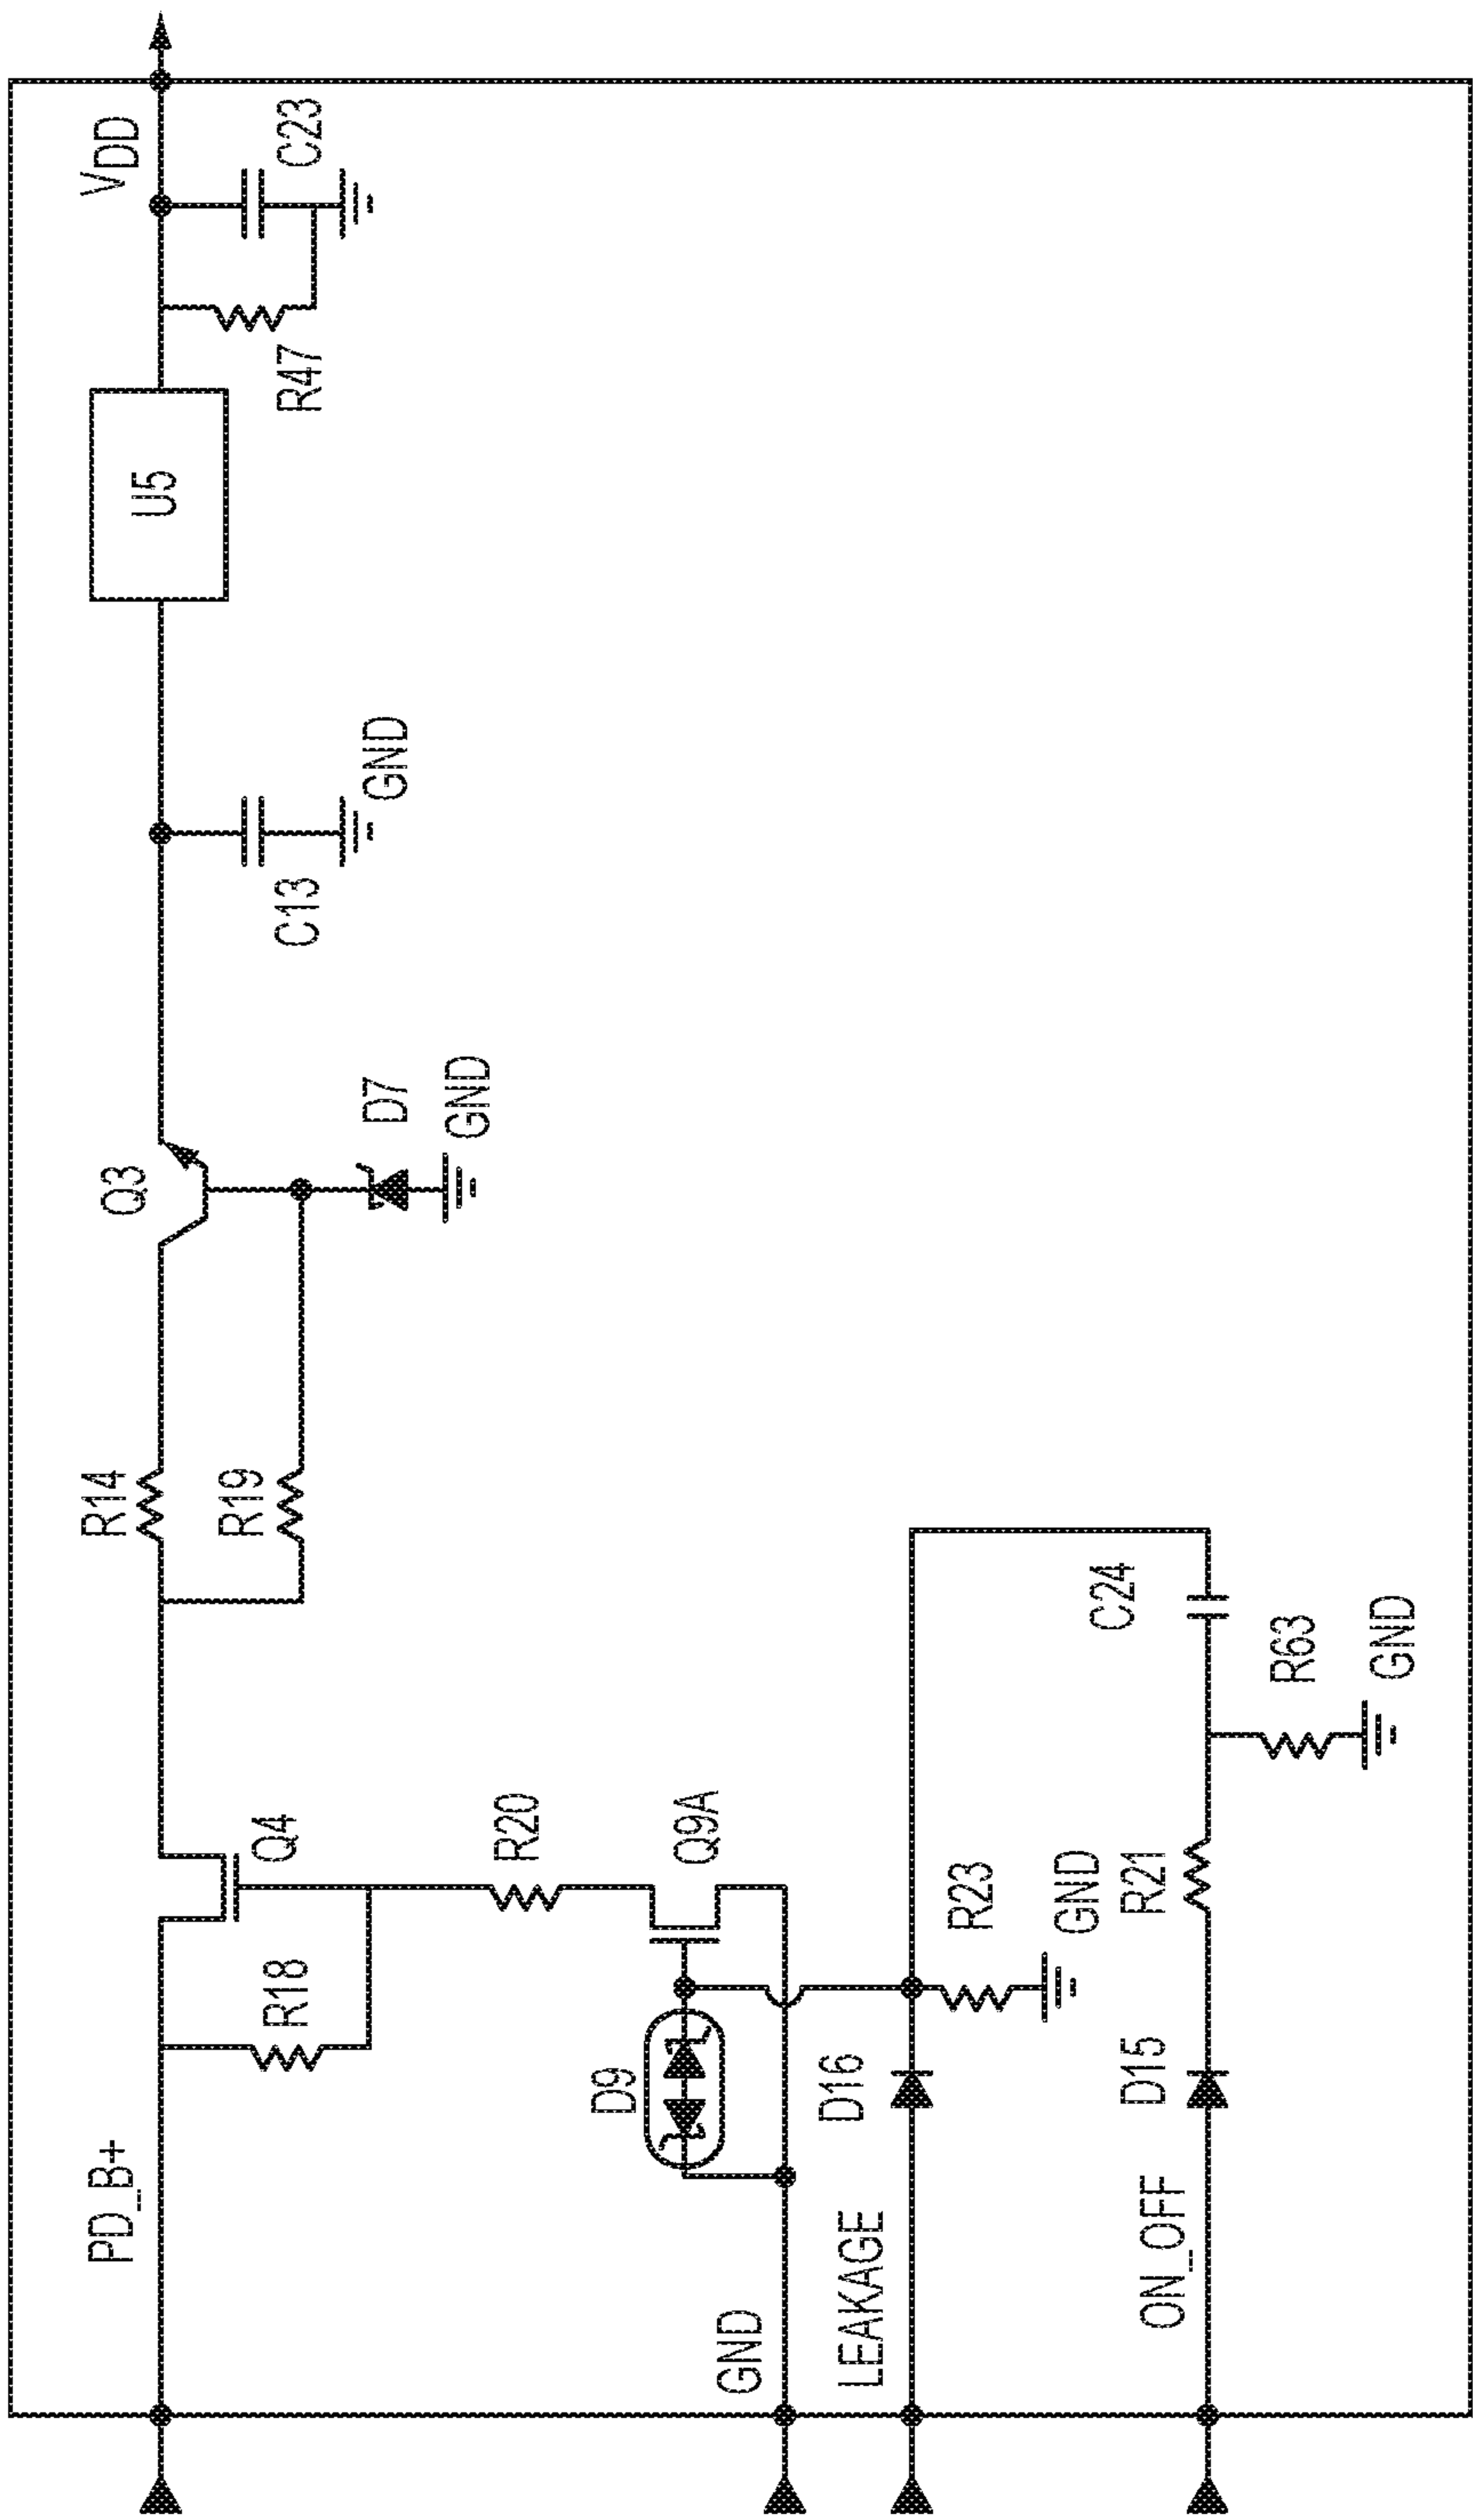 PD_B+
R18
Q4
R14
R19
Q3
D7
GND
C13
GND
U5
R47
VDD
C23
R20
Q9A
D9
GND
LEAKAGE
D16
R23
GND
ON_OFF
D15
R21
C24
R63
GND